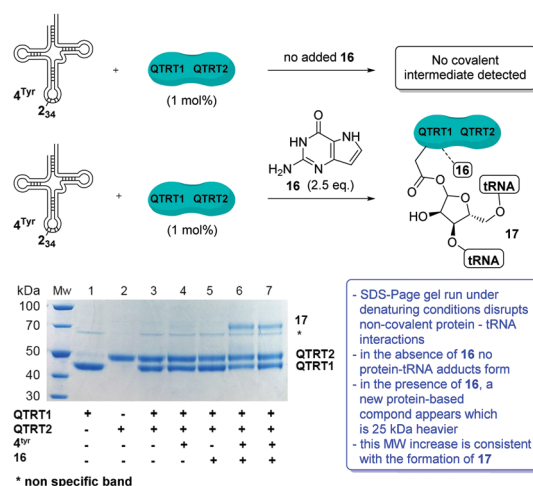 no added 16
No covalent
intermediate detected
4Tyr
234
+
QTRT1 QTRT2
(1 mol%)
O
HN
H
N
H2N
N
16 (2.5 eq.)
4Tyr
234
+
QTRT1 QTRT2
(1 mol%)
QTRT1 QTRT2
16
O
O
O
tRNA
O
17
HO
O
tRNA
kDa Mw 1 2 3 4 5 6 7
100
70
50
40
30
17
*
QTRT2
QTRT1
QTRT1 + - + + + + +
QTRT2 - + + + + + +
4tyr - - - + - + +
16 - - - - + + +
* non specific band
- SDS-Page gel run under
denaturing conditions disrupts
non-covalent protein - tRNA
interactions
- in the absence of 16 no
protein-tRNA adducts form
- in the presence of 16, a
new protein-based
compond appears which
is 25 kDa heavier
- this MW increase is consistent
with the formation of 17